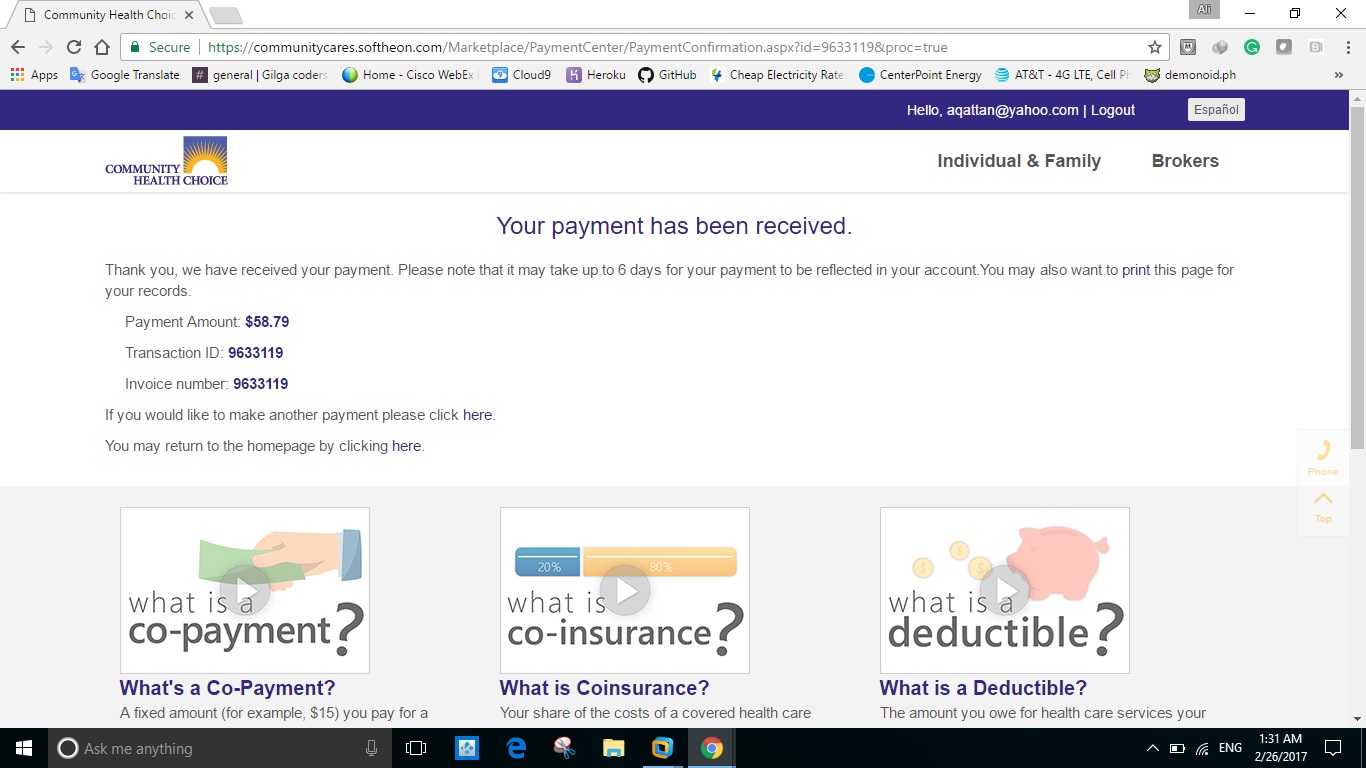 Community Health Choic
Ali
Secure
https://communitycares.softheon.com/Marketplace/PaymentCenter/PaymentConfirmation.aspx?id=9633119&proc=true
Apps
Google Translate
general | Gilga coders
Home - Cisco WebEx
Cloud9
Heroku
GitHub
Cheap Electricity Rate
CenterPoint Energy
AT&T - 4G LTE, Cell Ph
demonoid.ph
»
Hello, aqattan@yahoo.com | Logout
Español
COMMUNITY
HEALTH CHOICE
Individual & Family
Brokers
Your payment has been received.
Thank you, we have received your payment. Please note that it may take up to 6 days for your payment to be reflected in your account.You may also want to print this page for
your records.
Payment Amount: $58.79
Transaction ID: 9633119
Invoice number: 9633119
If you would like to make another payment please click here.
You may return to the homepage by clicking here.
Phone
Top
what is a
co-payment?
20%
80%
what is
co-insurance?
what is a
deductible?
What's a Co-Payment?
A fixed amount (for example, $15) you pay for a
What is Coinsurance?
Your share of the costs of a covered health care
What is a Deductible?
The amount you owe for health care services your
Ask me anything
ENG
1:31 AM
2/26/2017